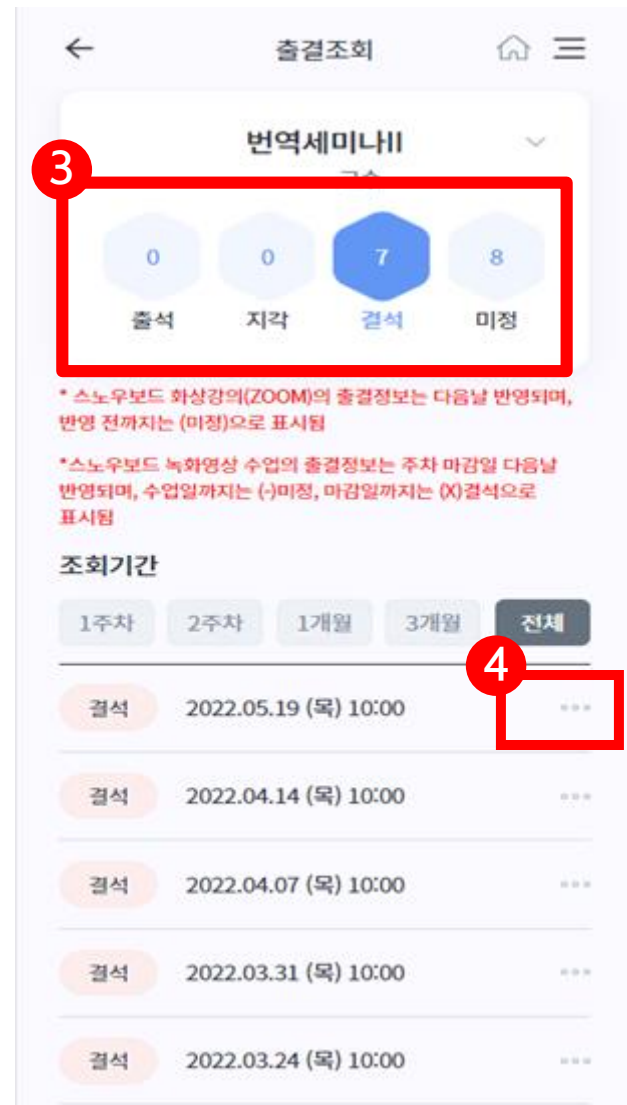 출결조회
번역세미나II
3
0 0 7 8
출석 지각 결석 미정
* 스노우보드 화상강의(ZOOM)의 출결정보는 다음날 반영되며,
반영 전까지는 (미정)으로 표시됨
*스노우보드 녹화영상 수업의 출결정보는 주차 마감일 다음날
반영되며, 수업일까지는 (-)미정, 마감일까지는 (X)결석으로
표시됨
조회기간
1주차 2주차 1개월 3개월 전체
4
결석 2022.05.19 (목) 10:00
결석 2022.04.14 (목) 10:00
결석 2022.04.07 (목) 10:00
결석 2022.03.31 (목) 10:00
결석 2022.03.24 (목) 10:00